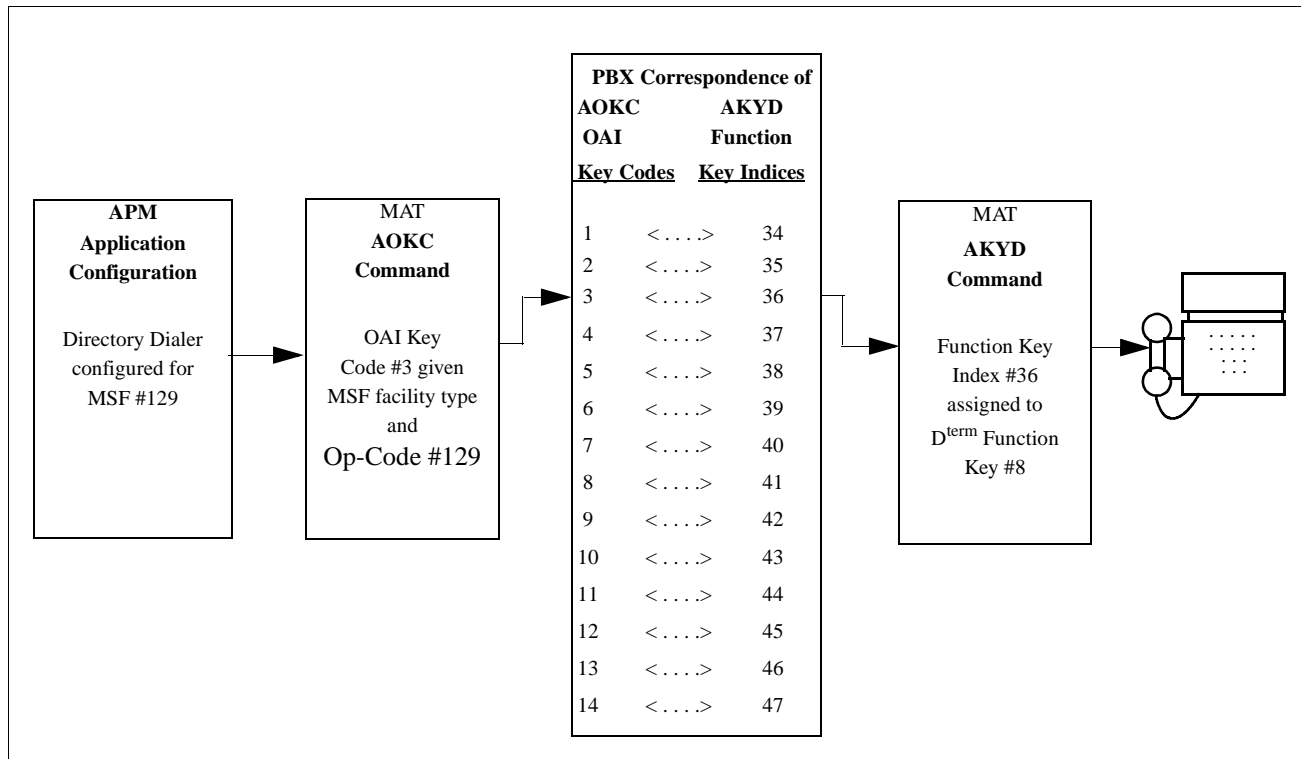 APM
Application
Configuration
Directory Dialer
configured for
MSF #129
MAT
AOKC
Command
OAI Key
Code #3 given
MSF facility type
and
Op-Code #129
PBX Correspondence of
AOKC AKYD
OAI Function
Key Codes Key Indices
1 < . . . .> 34
2 < . . . .> 35
3 < . . . .> 36
4 < . . . .> 37
5 < . . . .> 38
6 < . . . .> 39
7 < . . . .> 40
8 < . . . .> 41
9 < . . . .> 42
10 < . . . .> 43
11 < . . . .> 44
12 < . . . .> 45
13 < . . . .> 46
14 < . . . .> 47
MAT
AKYD
Command
Function Key
Index #36
assigned to
Dterm Function
Key #8